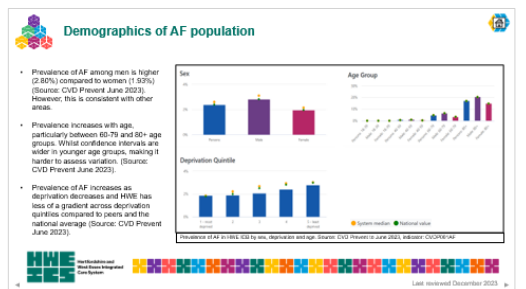 Demographics of AF population
• Prevalence of AF among men is higher
(2.80%) compared to women (1.93%)
(Source: CVD Prevent June 2023).
However, this is consistent with other
areas.
• Prevalence increases with age,
particularly between 60-79 and 80+ age
groups. Whilst confidence intervals are
wider in younger age groups, making it
harder to assess variation. (Source:
CVD Prevent June 2023).
• Prevalence of AF increases as
deprivation decreases and HWE has
less of a gradient across deprivation
quintiles compared to peers and the
national average (Source: CVD Prevent
June 2023).
Sex
Age Group
Deprivation Quintile
System median
National value
Prevalence of AF in HWE ICB by sex, deprivation and age. Source: CVD Prevent to June 2023, Indicator: CVDP001AF
HWE
ICS
Hertfordshire and
West Essex Integrated
Care System
Last reviewed December 2023